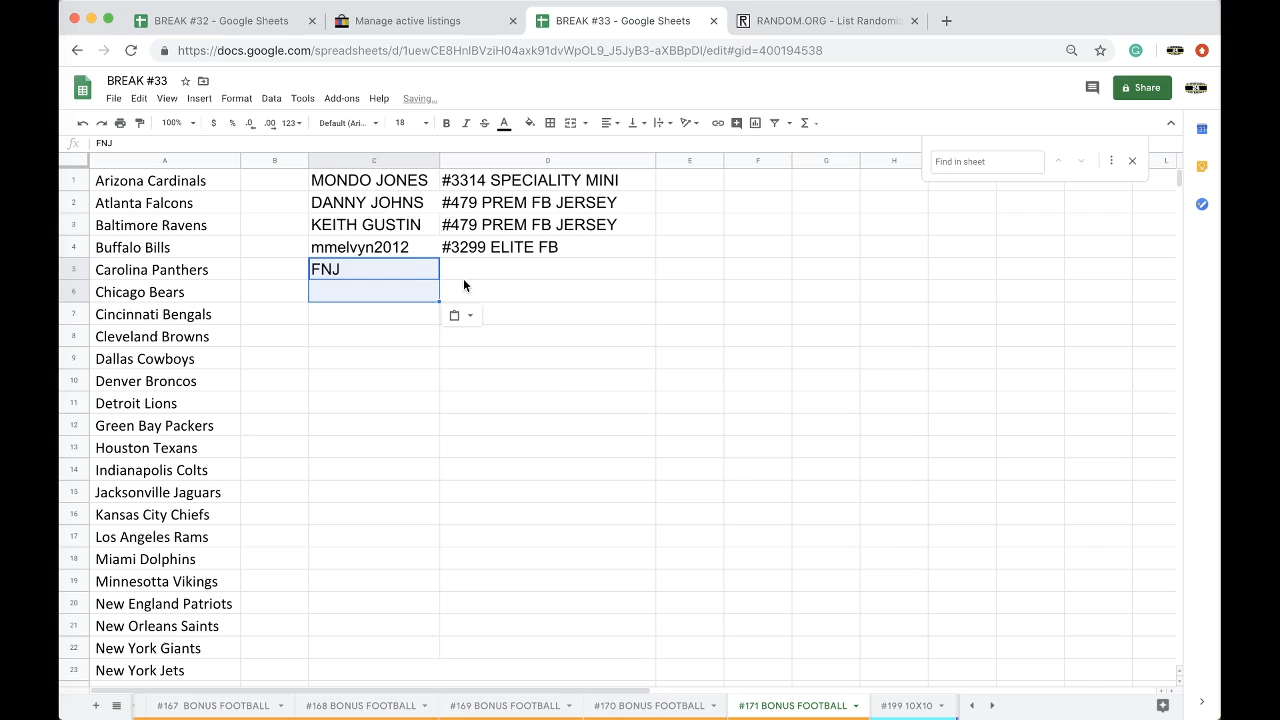 BREAK #32 - Google Sheets × Manage active listings × BREAK #33 - Google Sheets × RANDOM.ORG - List Randomiz × +
https://docs.google.com/spreadsheets/d/1uewCE8HnIBVziH04axk91dvWpOL9_J5JyB3-aXBBpDI/edit#gid=400194538
BREAK #33
File Edit View Insert Format Data Tools Add-ons Help Saving...
Share
100% $ % .0 .00 123 Default (Ari... 18 B I S A
fx FNJ
Find in sheet
A B C D E F G H L
1 Arizona Cardinals MONDO JONES #3314 SPECIALITY MINI
2 Atlanta Falcons DANNY JOHNS #479 PREM FB JERSEY
3 Baltimore Ravens KEITH GUSTIN #479 PREM FB JERSEY
4 Buffalo Bills mmelvyn2012 #3299 ELITE FB
5 Carolina Panthers FNJ
6 Chicago Bears
7 Cincinnati Bengals
8 Cleveland Browns
9 Dallas Cowboys
10 Denver Broncos
11 Detroit Lions
12 Green Bay Packers
13 Houston Texans
14 Indianapolis Colts
15 Jacksonville Jaguars
16 Kansas City Chiefs
17 Los Angeles Rams
18 Miami Dolphins
19 Minnesota Vikings
20 New England Patriots
21 New Orleans Saints
22 New York Giants
23 New York Jets
+ #167 BONUS FOOTBALL #168 BONUS FOOTBALL #169 BONUS FOOTBALL #170 BONUS FOOTBALL #171 BONUS FOOTBALL #199 10X10